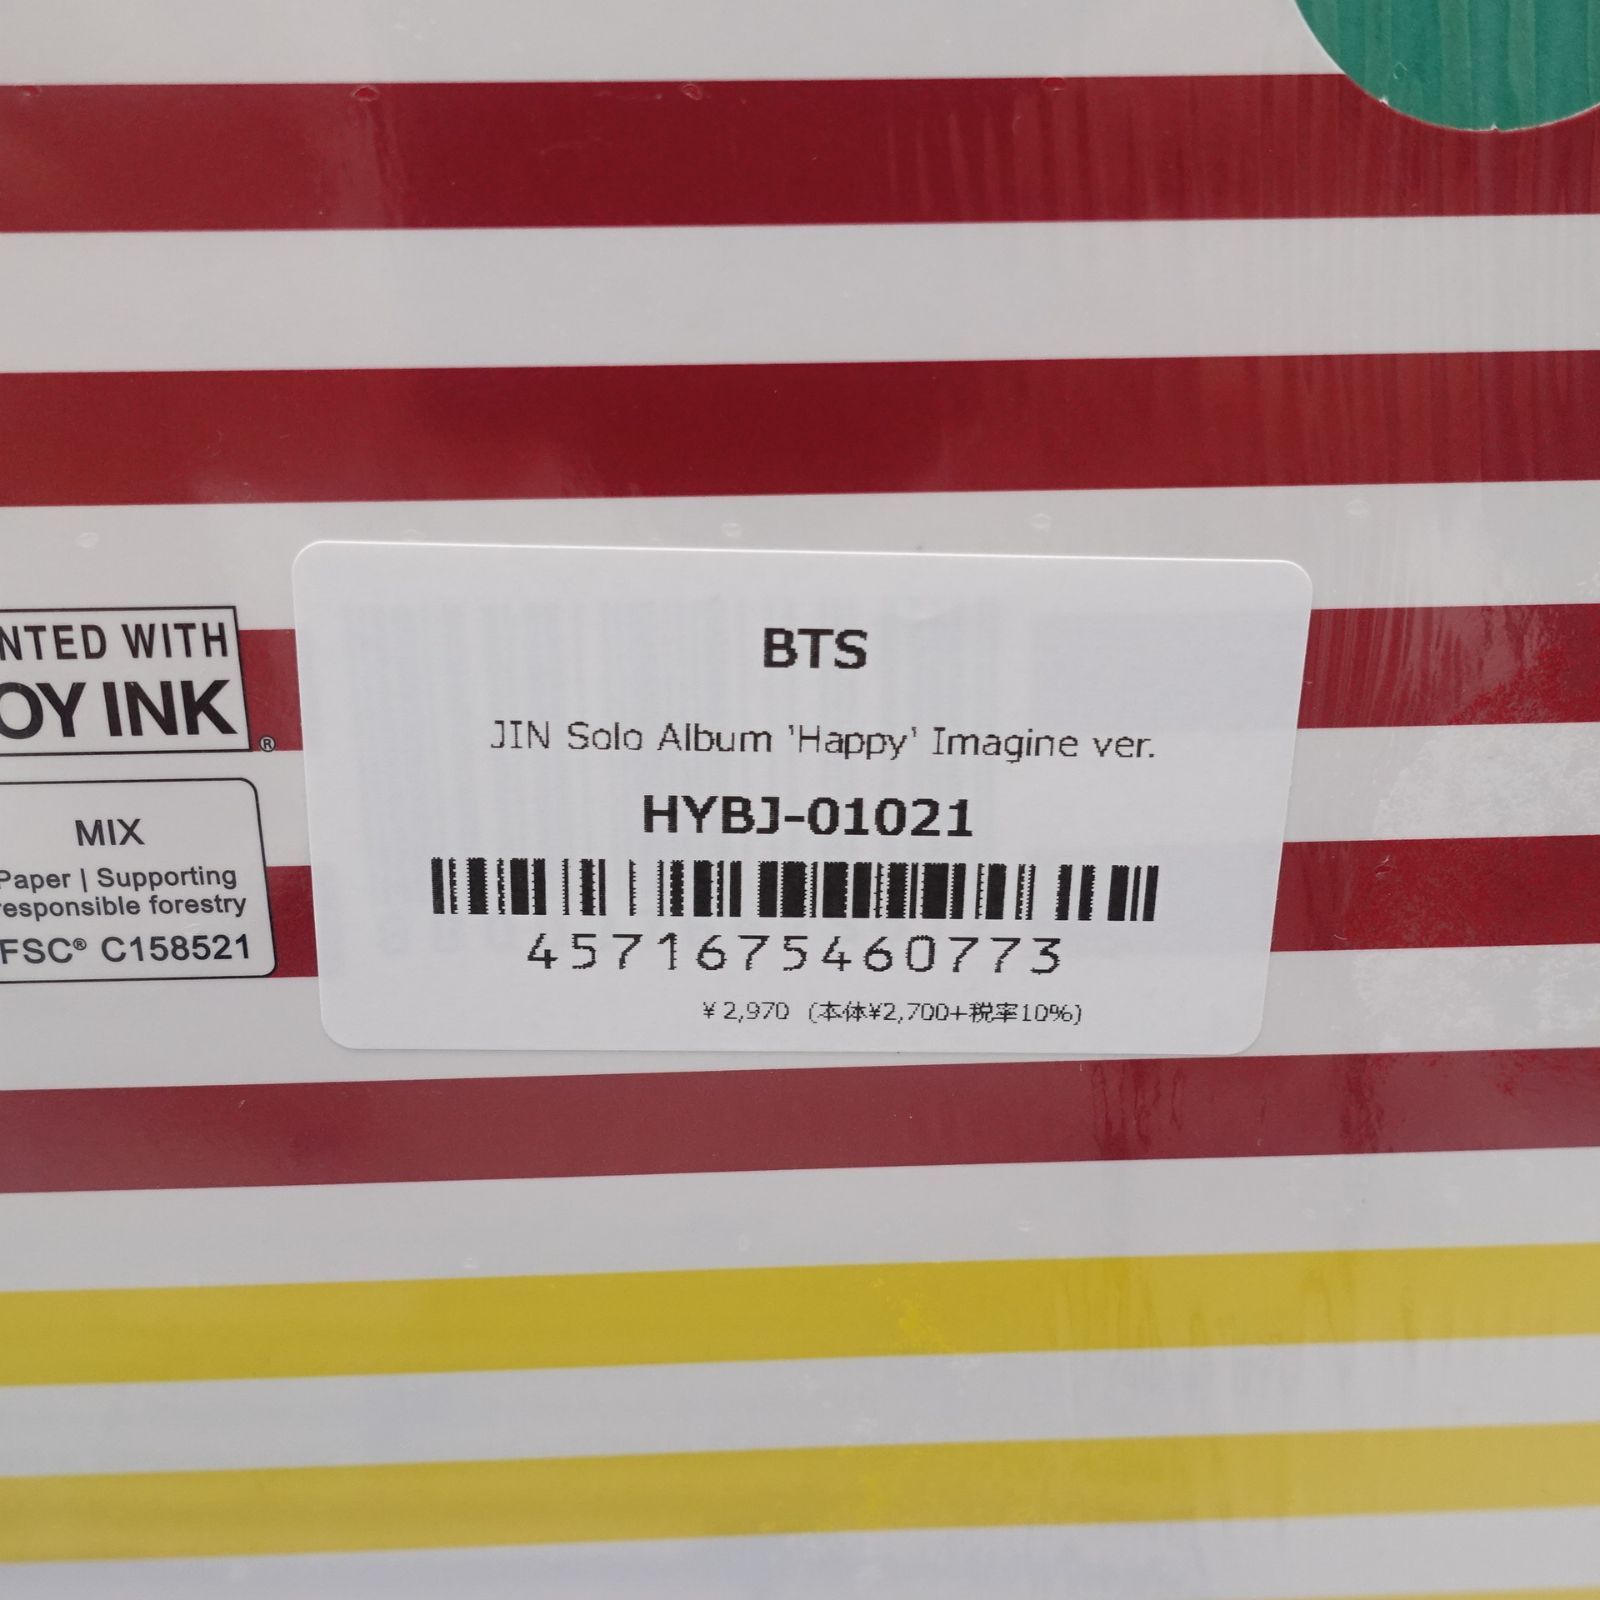 NTED WITH
OY INK
®
MIX
Paper | Supporting
responsible forestry
FSC® C158521
BTS
JIN Solo Album 'Happy' Imagine ver.
HYBJ-01021
4571675460773
¥2,970 (本体¥2,700+税率10%)